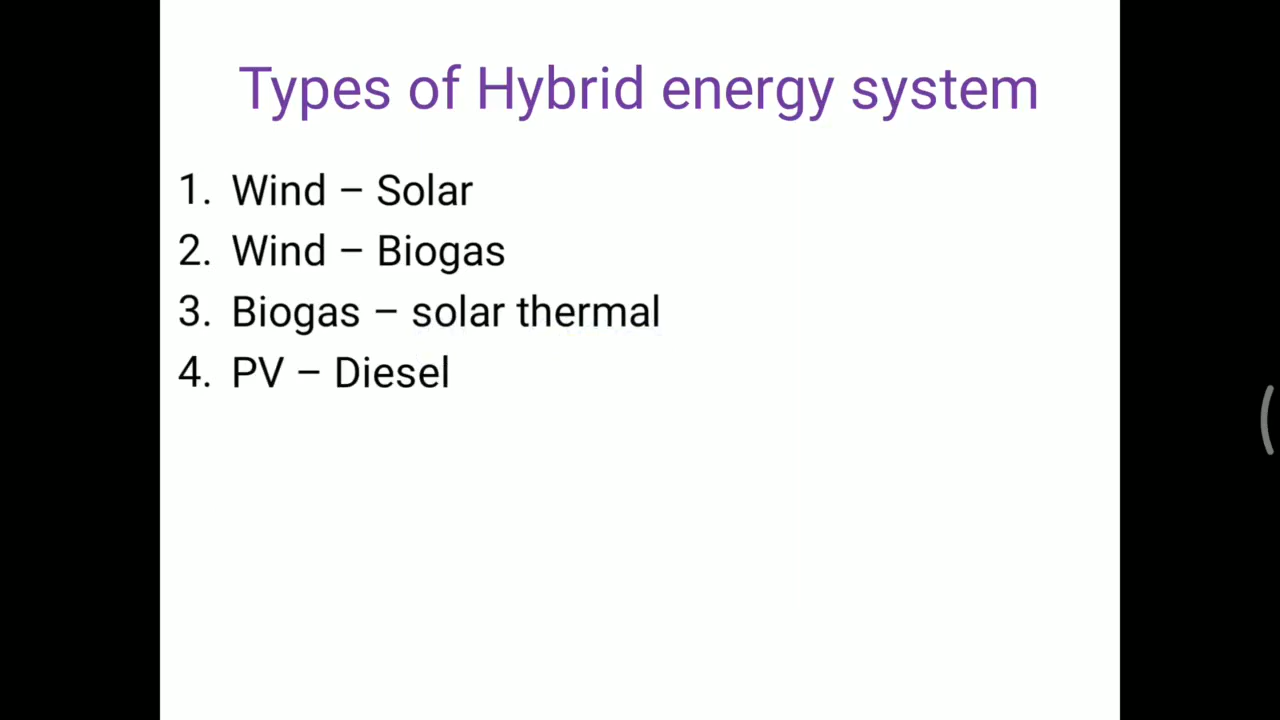 Types of Hybrid energy system
1. Wind – Solar
2. Wind – Biogas
3. Biogas – solar thermal
4. PV – Diesel